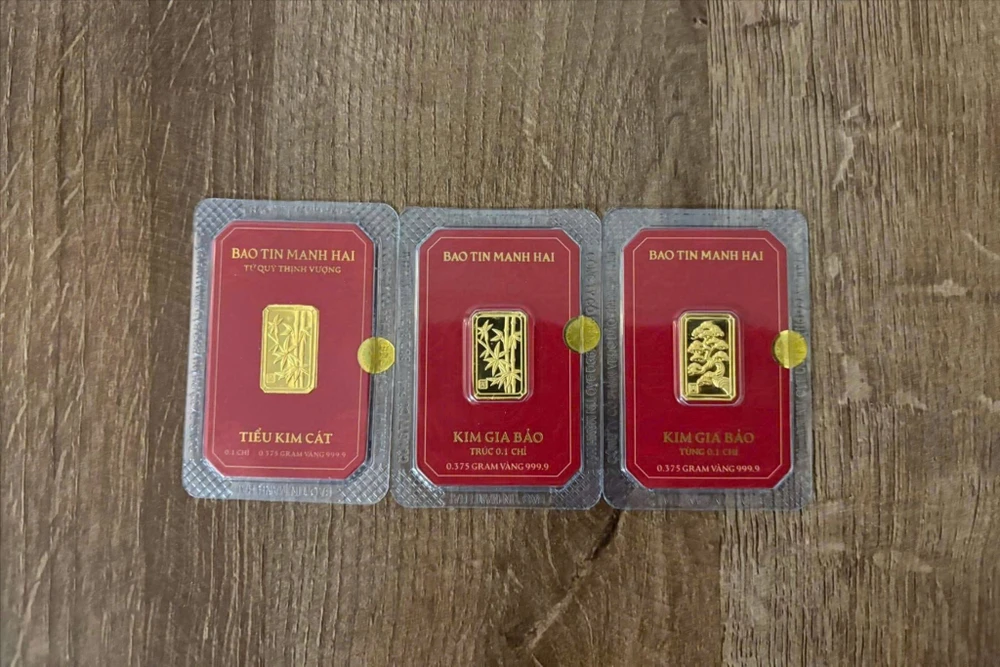 BAO TIN MANH HAI
TỨ QUÝ THỊNH VƯỢNG
TIỂU KIM CÁT
0.1 CHỈ 0.375 GRAM VÀNG 999.9
BAO TIN MANH HAI
KIM GIA BẢO
TRÚC 0.1 CHỈ
0.375 GRAM VÀNG 999.9
BAO TIN MANH HAI
KIM GIA BẢO
TÙNG 0.1 CHỈ
0.375 GRAM VÀNG 999.9